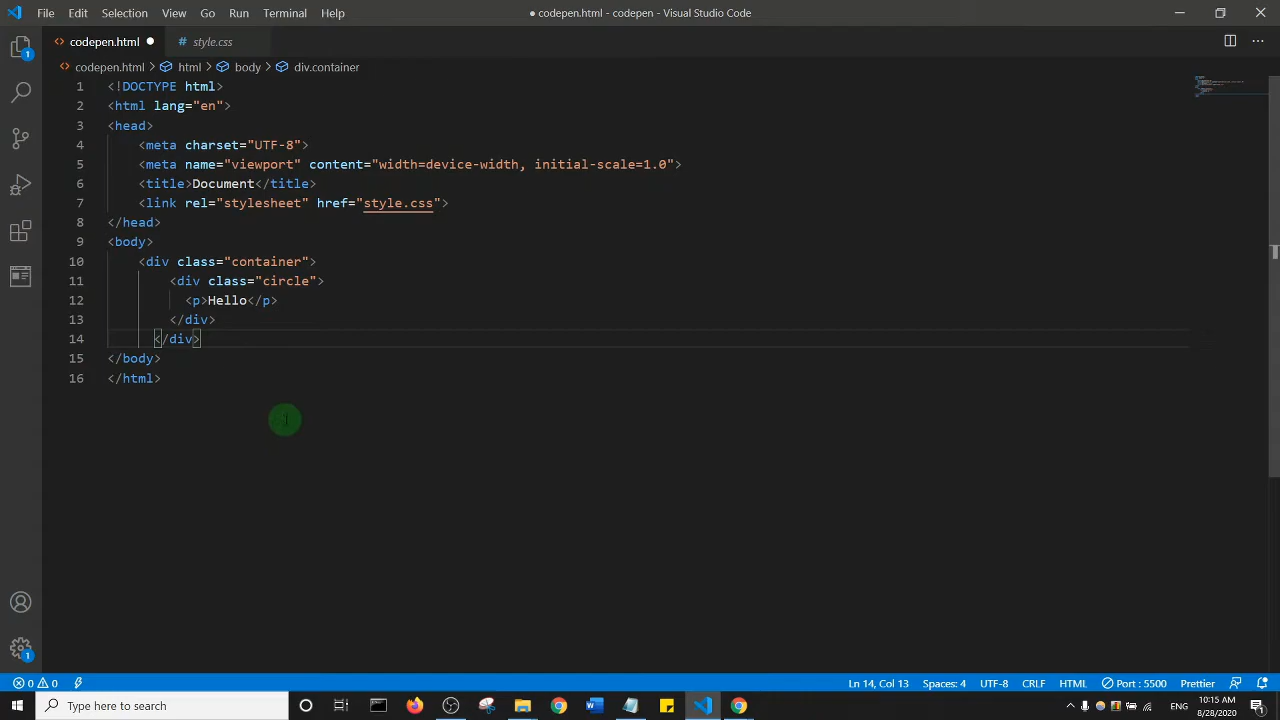 File Edit Selection View Go Run Terminal Help
● codepen.html - codepen - Visual Studio Code
codepen.html ●
# style.css
codepen.html > html > body > div.container
1 <!DOCTYPE html>
2 <html lang="en">
3 <head>
4 <meta charset="UTF-8">
5 <meta name="viewport" content="width=device-width, initial-scale=1.0">
6 <title>Document</title>
7 <link rel="stylesheet" href="style.css">
8 </head>
9 <body>
10 <div class="container">
11 <div class="circle">
12 <p>Hello</p>
13 </div>
14 </div>
15 </body>
16 </html>
1
1
0 0
Ln 14, Col 13 Spaces: 4 UTF-8 CRLF HTML Port : 5500 Prettier
Type here to search
ENG
10:15 AM
8/28/2020
1